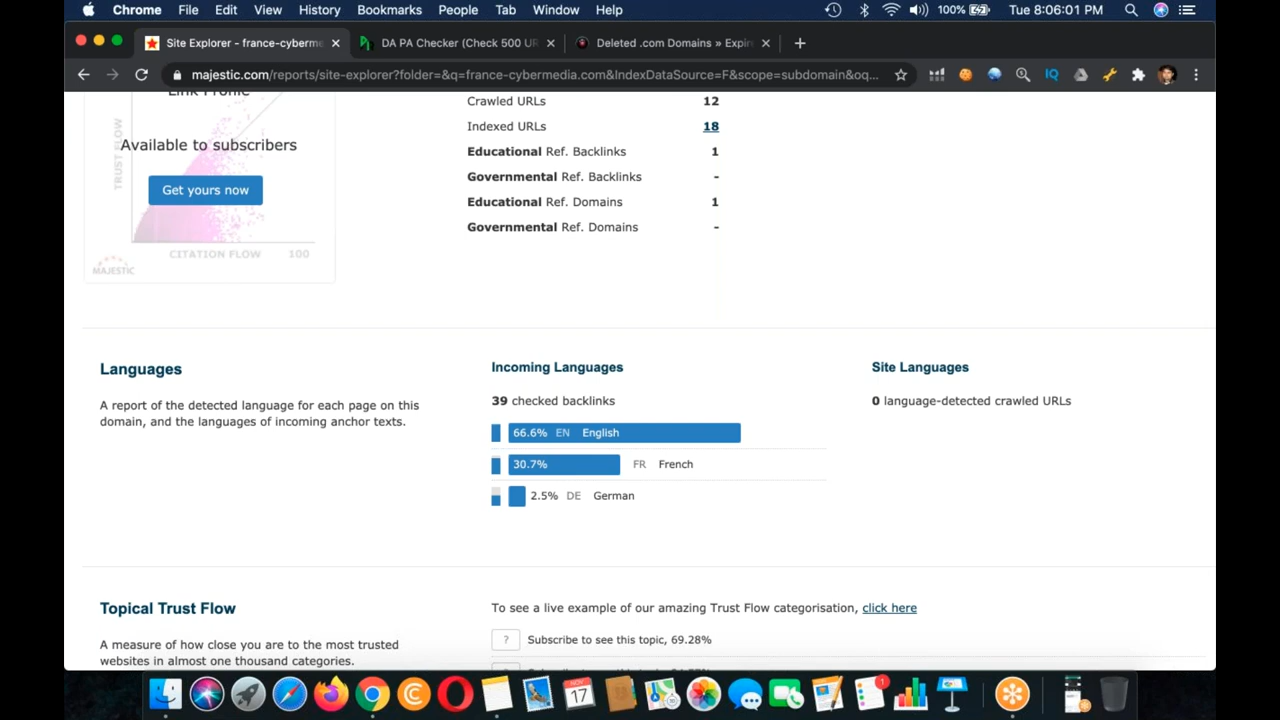 Chrome File Edit View History Bookmarks People Tab Window Help 100% Tue 8:06:01 PM
Site Explorer - france-cyberme DA PA Checker (Check 500 UR Deleted .com Domains » Expire
majestic.com/reports/site-explorer?folder=&q=france-cybermedia.com&IndexDataSource=F&scope=subdomain&oq...
IQ
Link Profile
Available to subscribers
Get yours now
TRUST FLOW
CITATION FLOW 100
MAJESTIC
Crawled URLs 12
Indexed URLs 18
Educational Ref. Backlinks 1
Governmental Ref. Backlinks -
Educational Ref. Domains 1
Governmental Ref. Domains -
Languages
A report of the detected language for each page on this
domain, and the languages of incoming anchor texts.
Incoming Languages
39 checked backlinks
66.6% EN English
30.7% FR French
2.5% DE German
Site Languages
0 language-detected crawled URLs
Topical Trust Flow
A measure of how close you are to the most trusted
websites in almost one thousand categories.
To see a live example of our amazing Trust Flow categorisation, click here
? Subscribe to see this topic, 69.28%
NOV
17
1